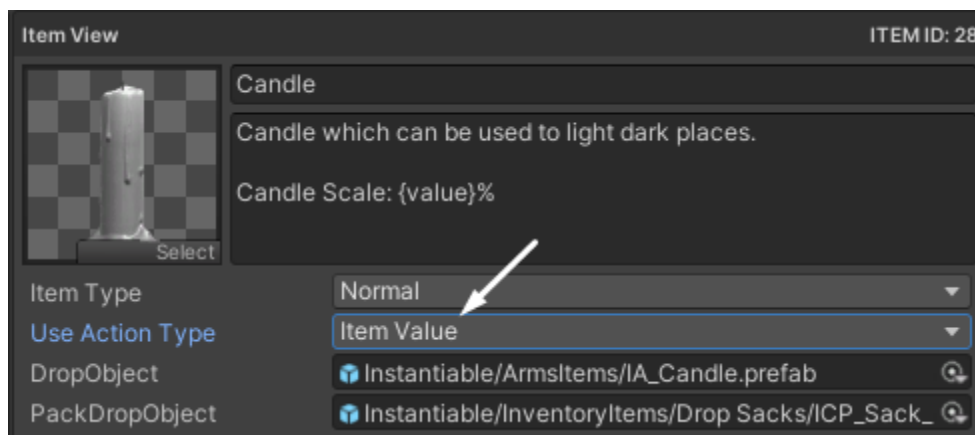 Item View ITEM ID: 28
Candle
Candle which can be used to light dark places.
Candle Scale: {value}%
Select
Item Type Normal
Use Action Type Item Value
DropObject Instantiable/ArmsItems/IA_Candle.prefab
PackDropObject Instantiable/InventoryItems/Drop Sacks/ICP_Sack_